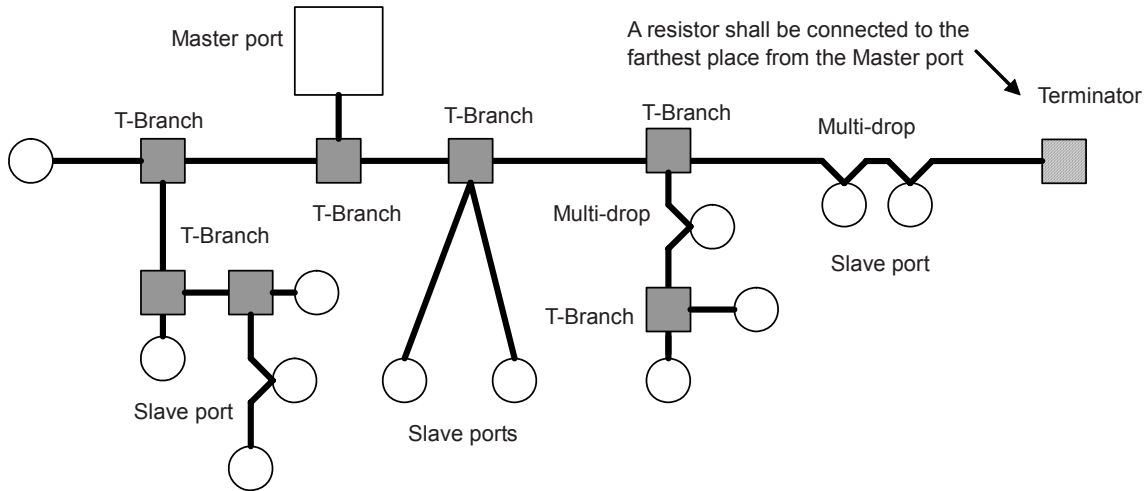 A resistor shall be connected to the
farthest place from the Master port
Master port
Terminator
T-Branch
T-Branch
T-Branch
Multi-drop
T-Branch
Multi-drop
T-Branch
Slave port
T-Branch
Slave port
Slave ports